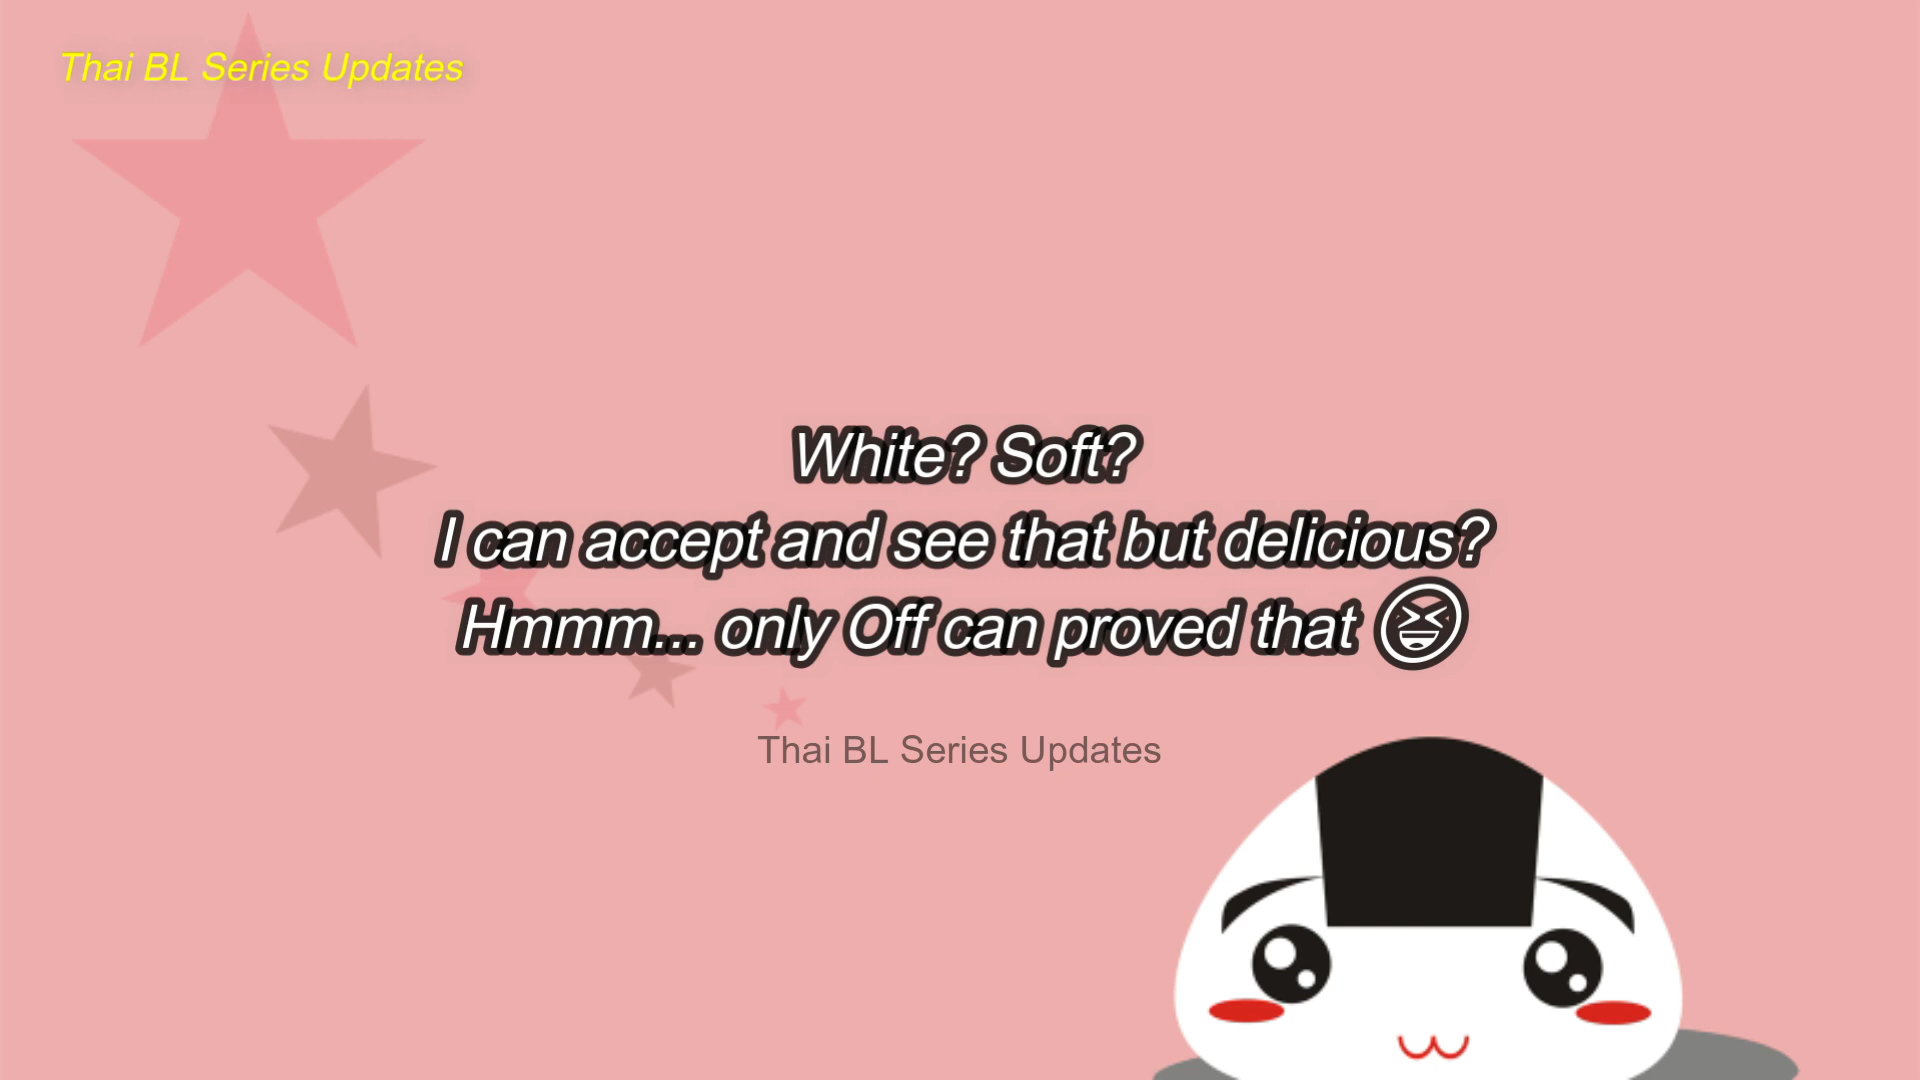 Thai BL Series Updates
White? Soft?
I can accept and see that but delicious?
Hmmm... only Off can proved that 😆
Thai BL Series Updates